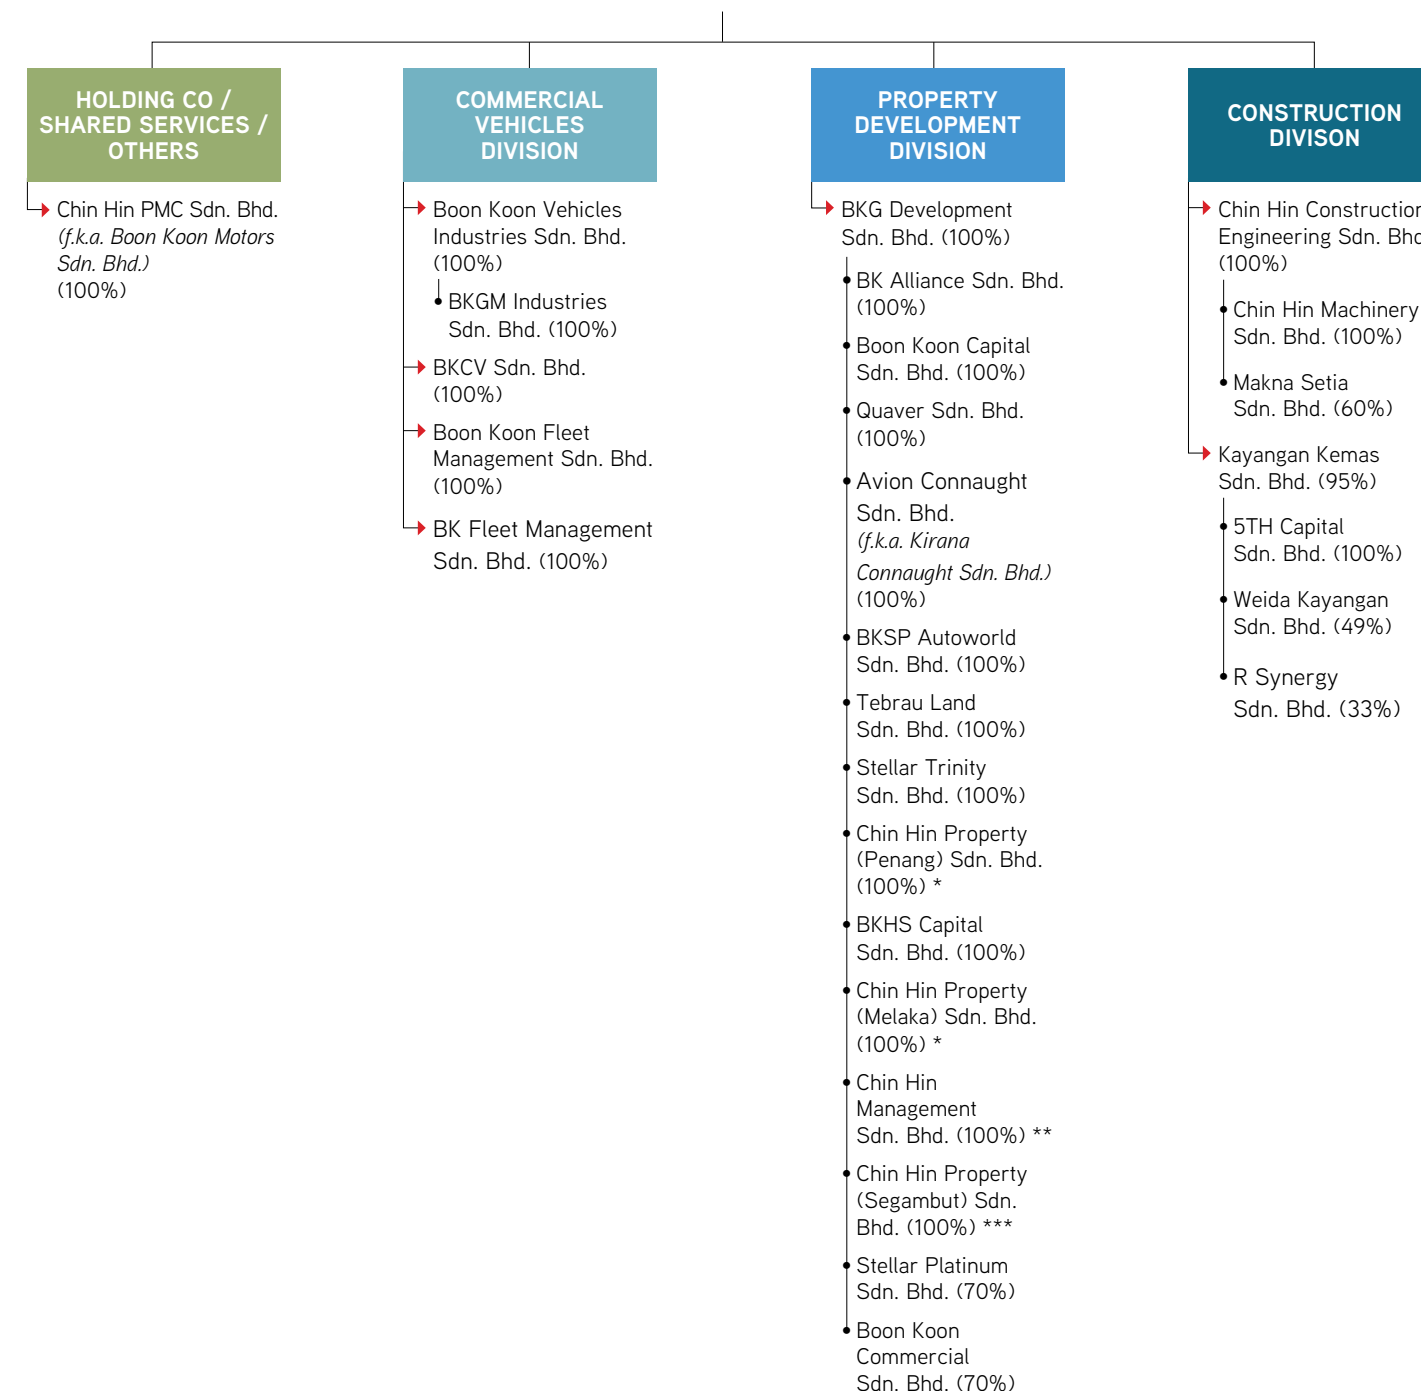 HOLDING CO /
SHARED SERVICES /
OTHERS
Chin Hin PMC Sdn. Bhd.
(f.k.a. Boon Koon Motors
Sdn. Bhd.)
(100%)
COMMERCIAL
VEHICLES
DIVISION
Boon Koon Vehicles
Industries Sdn. Bhd.
(100%)
BKGM Industries
Sdn. Bhd. (100%)
BKCV Sdn. Bhd.
(100%)
Boon Koon Fleet
Management Sdn. Bhd.
(100%)
BK Fleet Management
Sdn. Bhd. (100%)
PROPERTY
DEVELOPMENT
DIVISION
BKG Development
Sdn. Bhd. (100%)
BK Alliance Sdn. Bhd.
(100%)
Boon Koon Capital
Sdn. Bhd. (100%)
Quaver Sdn. Bhd.
(100%)
Avion Connaught
Sdn. Bhd.
(f.k.a. Kirana
Connaught Sdn. Bhd.)
(100%)
BKSP Autoworld
Sdn. Bhd. (100%)
Tebrau Land
Sdn. Bhd. (100%)
Stellar Trinity
Sdn. Bhd. (100%)
Chin Hin Property
(Penang) Sdn. Bhd.
(100%) *
BKHS Capital
Sdn. Bhd. (100%)
Chin Hin Property
(Melaka) Sdn. Bhd.
(100%) *
Chin Hin
Management
Sdn. Bhd. (100%) **
Chin Hin Property
(Segambut) Sdn.
Bhd. (100%) ***
Stellar Platinum
Sdn. Bhd. (70%)
Boon Koon
Commercial
Sdn. Bhd. (70%)
CONSTRUCTION
DIVISON
Chin Hin Construction
Engineering Sdn. Bhd
(100%)
Chin Hin Machinery
Sdn. Bhd. (100%)
Makna Setia
Sdn. Bhd. (60%)
Kayangan Kemas
Sdn. Bhd. (95%)
5TH Capital
Sdn. Bhd. (100%)
Weida Kayangan
Sdn. Bhd. (49%)
R Synergy
Sdn. Bhd. (33%)